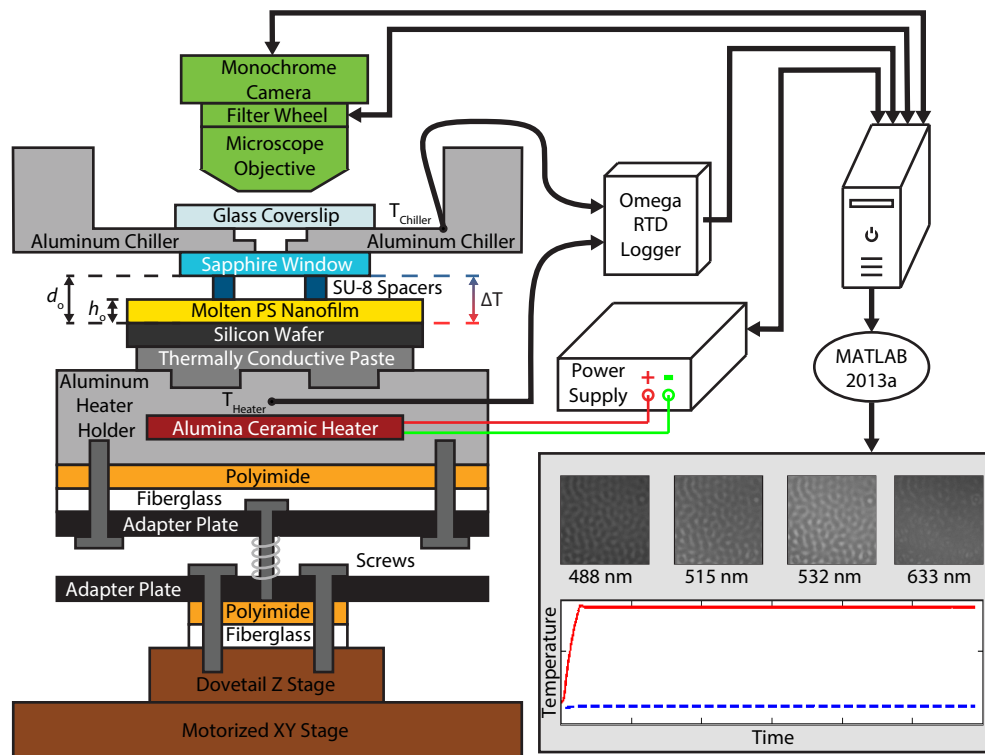 Monochrome
Camera
Filter Wheel
Microscope
Objective
Glass Coverslip
T Chiller
Aluminum Chiller
Aluminum Chiller
Sapphire Window
SU-8 Spacers
dₒ
hₒ
ΔT
Molten PS Nanofilm
Silicon Wafer
Thermally Conductive Paste
Aluminum
Heater
Holder
T Heater
Alumina Ceramic Heater
Polyimide
Fiberglass
Adapter Plate
Screws
Adapter Plate
Polyimide
Fiberglass
Dovetail Z Stage
Motorized XY Stage
Omega
RTD
Logger
Power
Supply
+
-
MATLAB
2013a
488 nm
515 nm
532 nm
633 nm
Temperature
Time